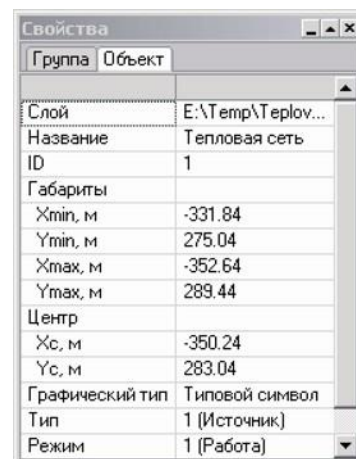 Свойства
Группа Объект
Слой E:\Temp\Teplov...
Название Тепловая сеть
ID 1
Габариты
Xmin, м -331.84
Ymin, м 275.04
Xmax, м -352.64
Ymax, м 289.44
Центр
Xc, м -350.24
Yc, м 283.04
Графический тип Типовой символ
Тип 1 (Источник)
Режим 1 (Работа)